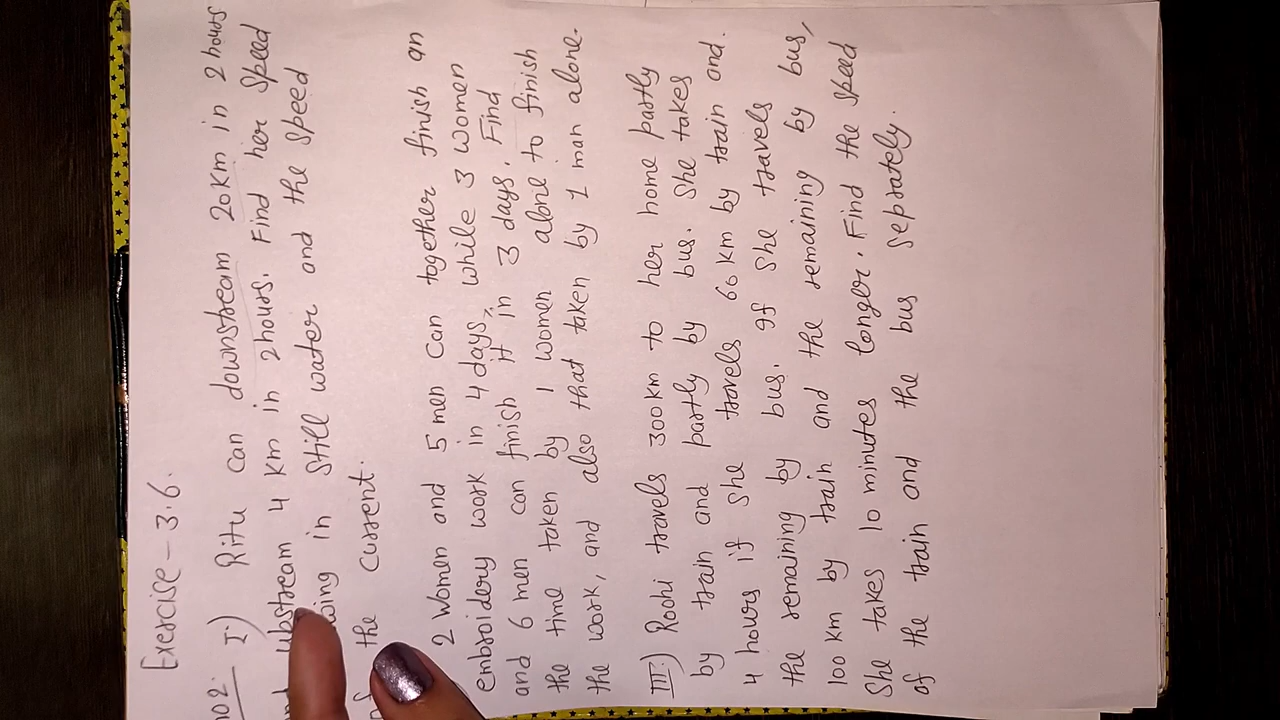 Exercise - 3.6.
no 2. I.) Ritu can downstream 20 Km in 2 hours
ubstream 4 Km in 2 hours. Find her Speed
wing in Still water and the Speed
the current.
2 Women and 5 men can together finish an
embroidery work in 4 days, while 3 women
and 6 men can finish it in 3 days. Find
the time taken by 1 women alone to finish
the work, and also that taken by 1 man alone.
III.) Roohi travels 300 km to her home partly
by train and partly by bus. She takes
4 hours if she travels 60 km by train and.
the remaining by bus. If she travels
100 km by train and the remaining by bus,
She takes 10 minutes longer. Find the speed
of the train and the bus seprately.